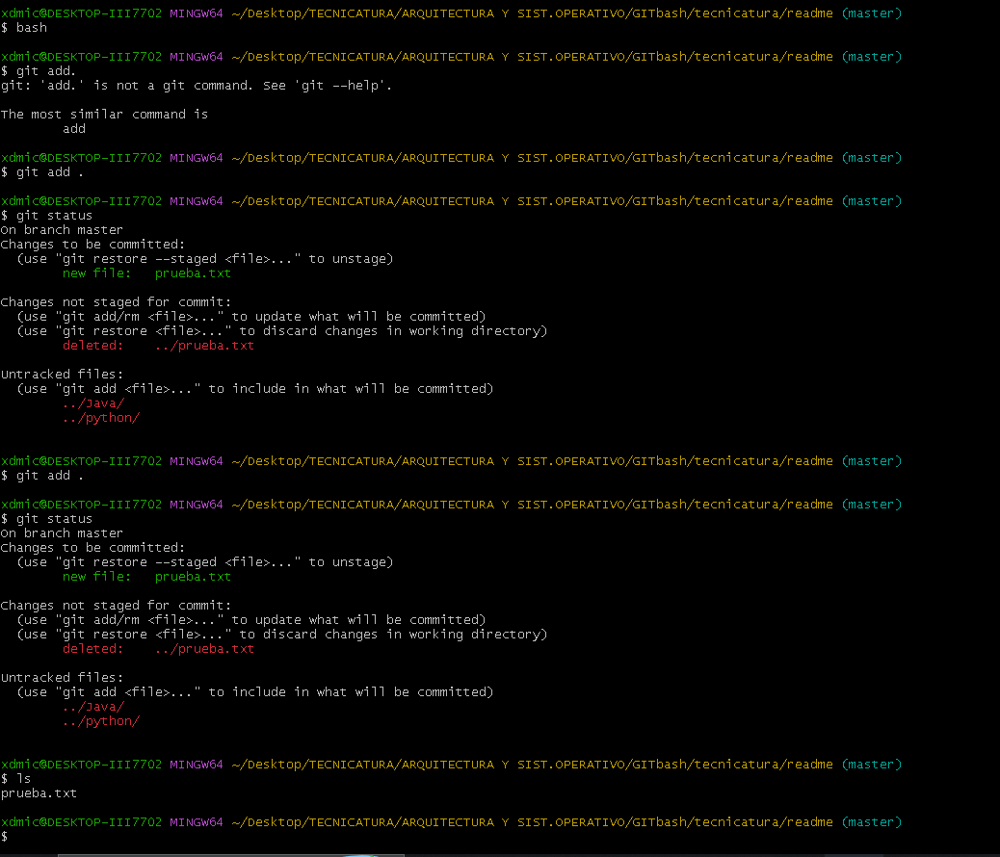 xdmic@DESKTOP-III7702 MINGW64 ~/Desktop/TECNICATURA/ARQUITECTURA Y SIST.OPERATIVO/GITbash/tecnicatura/readme (master)
$ bash

xdmic@DESKTOP-III7702 MINGW64 ~/Desktop/TECNICATURA/ARQUITECTURA Y SIST.OPERATIVO/GITbash/tecnicatura/readme (master)
$ git add.
git: 'add.' is not a git command. See 'git --help'.

The most similar command is
        add

xdmic@DESKTOP-III7702 MINGW64 ~/Desktop/TECNICATURA/ARQUITECTURA Y SIST.OPERATIVO/GITbash/tecnicatura/readme (master)
$ git add .

xdmic@DESKTOP-III7702 MINGW64 ~/Desktop/TECNICATURA/ARQUITECTURA Y SIST.OPERATIVO/GITbash/tecnicatura/readme (master)
$ git status
On branch master
Changes to be committed:
  (use "git restore --staged <file>..." to unstage)
        new file:   prueba.txt

Changes not staged for commit:
  (use "git add/rm <file>..." to update what will be committed)
  (use "git restore <file>..." to discard changes in working directory)
        deleted:    ../prueba.txt

Untracked files:
  (use "git add <file>..." to include in what will be committed)
        ../Java/
        ../python/


xdmic@DESKTOP-III7702 MINGW64 ~/Desktop/TECNICATURA/ARQUITECTURA Y SIST.OPERATIVO/GITbash/tecnicatura/readme (master)
$ git add .

xdmic@DESKTOP-III7702 MINGW64 ~/Desktop/TECNICATURA/ARQUITECTURA Y SIST.OPERATIVO/GITbash/tecnicatura/readme (master)
$ git status
On branch master
Changes to be committed:
  (use "git restore --staged <file>..." to unstage)
        new file:   prueba.txt

Changes not staged for commit:
  (use "git add/rm <file>..." to update what will be committed)
  (use "git restore <file>..." to discard changes in working directory)
        deleted:    ../prueba.txt

Untracked files:
  (use "git add <file>..." to include in what will be committed)
        ../Java/
        ../python/


xdmic@DESKTOP-III7702 MINGW64 ~/Desktop/TECNICATURA/ARQUITECTURA Y SIST.OPERATIVO/GITbash/tecnicatura/readme (master)
$ ls
prueba.txt

xdmic@DESKTOP-III7702 MINGW64 ~/Desktop/TECNICATURA/ARQUITECTURA Y SIST.OPERATIVO/GITbash/tecnicatura/readme (master)
$